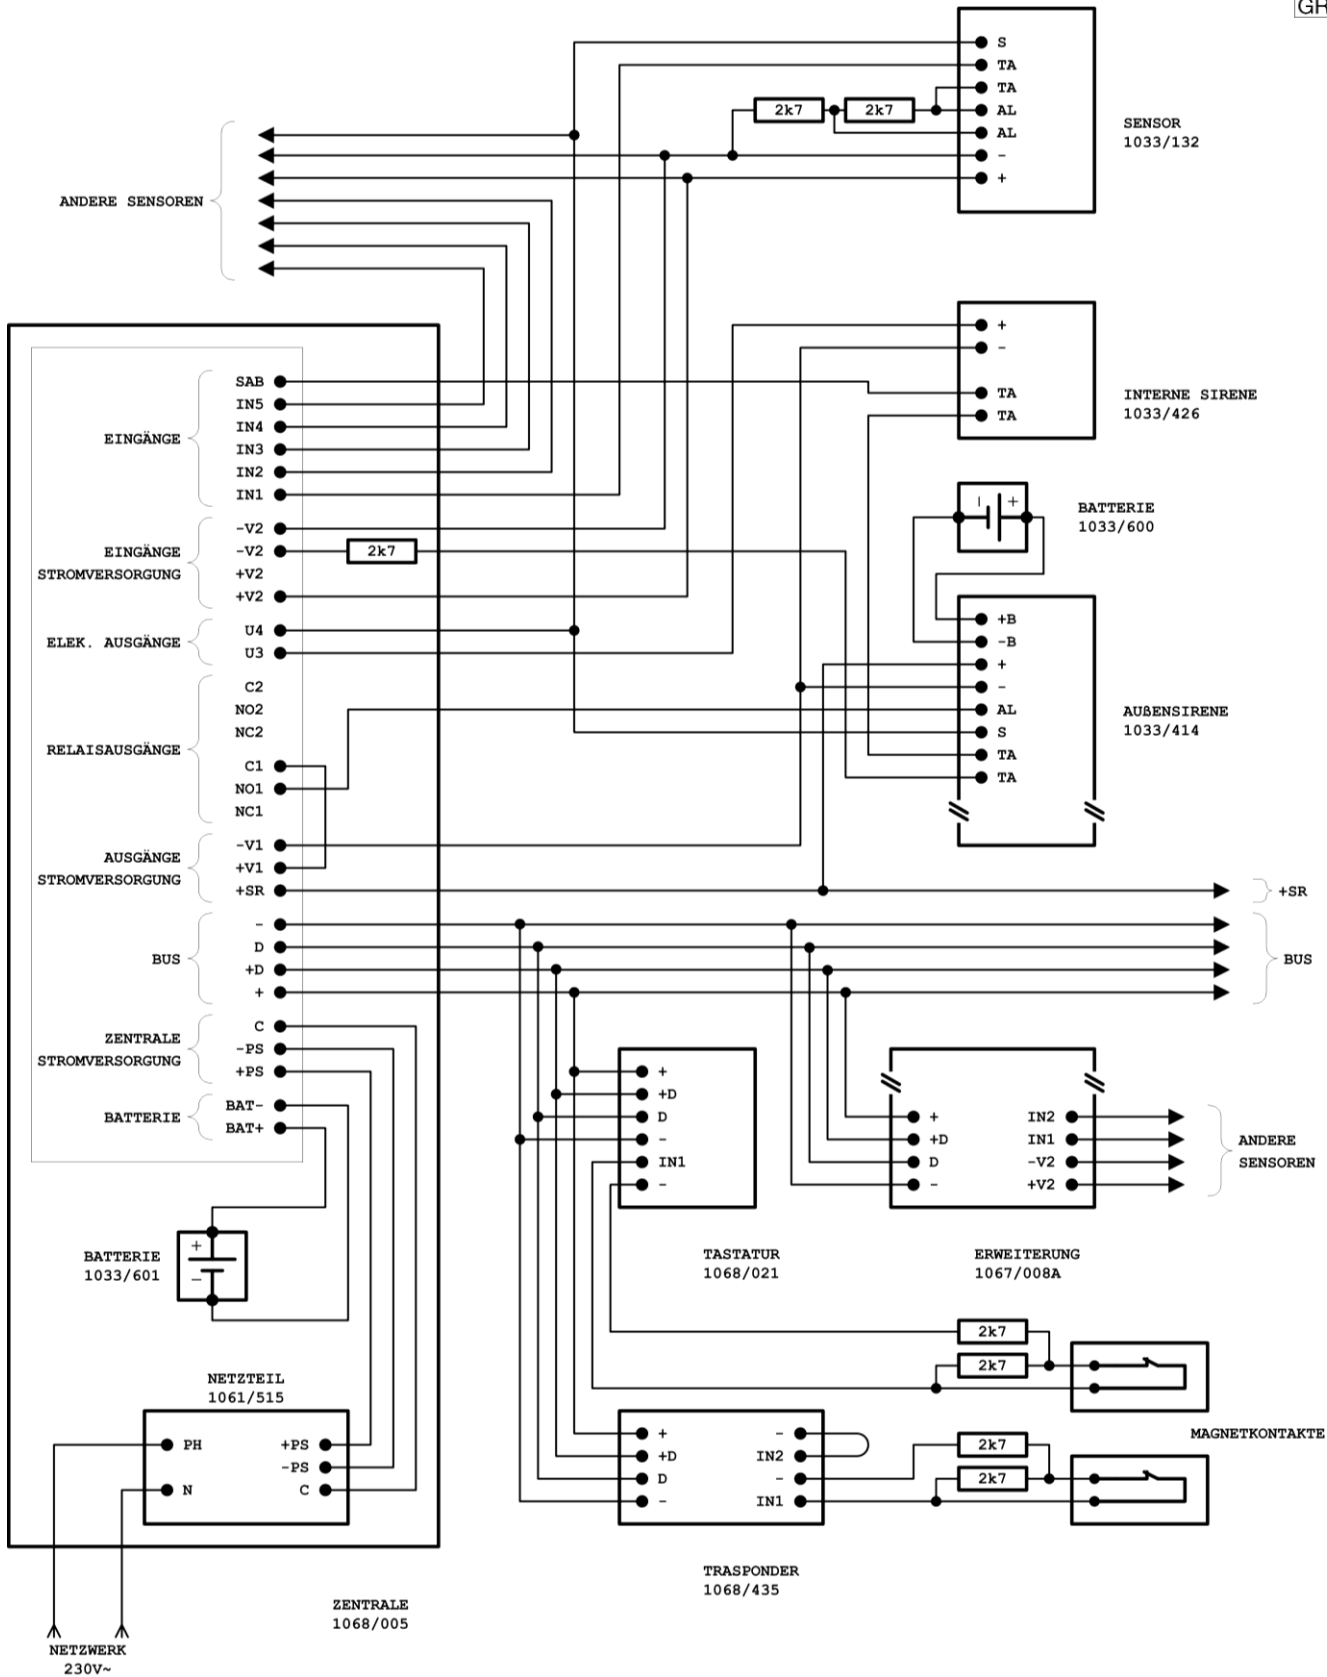 GR
S
TA
TA
AL
AL
-
+
2k7
2k7
SENSOR
1033/132
ANDERE SENSOREN
+
-
TA
TA
INTERNE SIRENE
1033/426
EINGÄNGE
SAB
IN5
IN4
IN3
IN2
IN1
EINGÄNGE
STROMVERSORGUNG
-V2
-V2
+V2
+V2
2k7
- +
BATTERIE
1033/600
ELEK. AUSGÄNGE
U4
U3
+B
-B
+
-
AL
S
TA
TA
AUßENSIRENE
1033/414
RELAISAUSGÄNGE
C2
NO2
NC2
C1
NO1
NC1
AUSGÄNGE
STROMVERSORGUNG
-V1
+V1
+SR
+SR
BUS
-
D
+D
+
BUS
ZENTRALE
STROMVERSORGUNG
C
-PS
+PS
BATTERIE
BAT-
BAT+
+
+D
D
-
IN1
-
TASTATUR
1068/021
+
+D
D
-
IN2
IN1
-V2
+V2
ERWEITERUNG
1067/008A
ANDERE
SENSOREN
BATTERIE
1033/601
+
-
2k7
2k7
NETZTEIL
1061/515
PH
N
+PS
-PS
C
+
+D
D
-
-
IN2
-
IN1
2k7
2k7
MAGNETKONTAKTE
TRASPONDER
1068/435
ZENTRALE
1068/005
NETZWERK
230V~